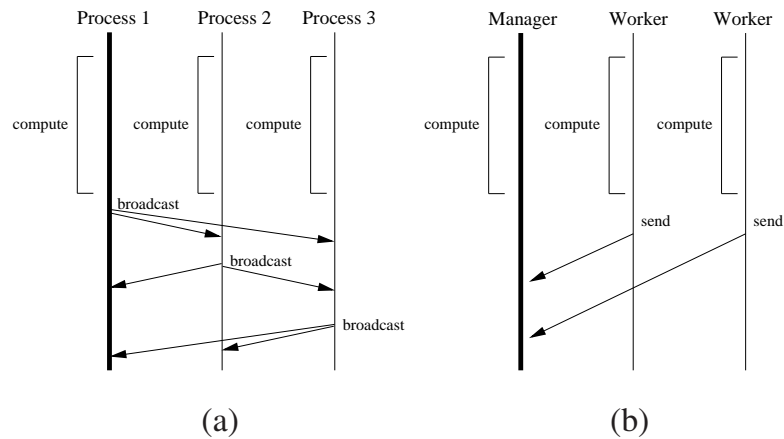 Process 1 Process 2 Process 3 Manager Worker Worker
compute compute compute compute compute compute
broadcast
send send
broadcast
broadcast
(a) (b)